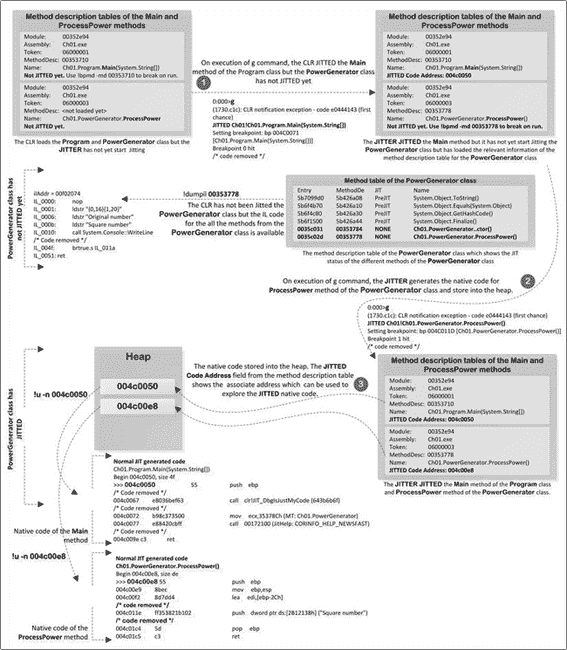 Method description tables of the Main and
ProcessPower methods
Module: 00352e94
Assembly: Ch01.exe
Token: 06000001
MethodDesc: 00353710
Name: Ch01.Program.Main(System.String[])
Not JITTED yet. Use !bpmd -md 00353710 to break on run.
Module: 00352e94
Assembly: Ch01.exe
Token: 06000003
MethodDesc: <not loaded yet>
Name: Ch01.PowerGenerator.ProcessPower
Not JITTED yet.
The CLR loads the Program and PowerGenerator class but the
JITTER has not yet start Jitting
1
On execution of g command, the CLR JITTED the Main
method of the Program class but the PowerGenerator class
has not JITTED yet
0:000>g
(1730.c1c): CLR notification exception - code e0444143 (first
chance)
JITTED Ch01!Ch01.Program.Main(System.String[])
Setting breakpoint: bp 004C0071
[Ch01.Program.Main(System.String[])]
Breakpoint 0 hit
/* code removed */
Method description tables of the Main and
ProcessPower methods
Module: 00352e94
Assembly: Ch01.exe
Token: 06000001
MethodDesc: 00353710
Name: Ch01.Program.Main(System.String[])
JITTED Code Address: 004c0050
Module: 00352e94
Assembly: Ch01.exe
Token: 06000003
MethodDesc: 00353778
Name: Ch01.PowerGenerator.ProcessPower()
Not JITTED yet. Use !bpmd -md 00353778 to break on run.
The JITTER JITTED the Main method but it has not yet start Jitting
the PowerGenerator class but has loaded the relevant information of the
method description table for the PowerGenerator class
PowerGenerator class has
not JITTED yet
ilAddr = 00f02074
IL_0000: nop
IL_0001: ldstr "{0,16}{1,20}"
IL_0006: ldstr "Original number"
IL_000b: ldstr "Square number"
IL_0010: call System.Console::WriteLine
/* Code removed */
IL_004f: brtrue.s IL_011a
IL_0051: ret
!dumpil 00353778
The CLR has not been Jitted the
PowerGenerator class but the IL code
for the all the methods from the
PowerGenerator class is available
Method table of the PowerGenerator class
Entry MethodDe JIT Name
5b7099d0 5b426a08 PreJIT System.Object.ToString()
5b6f4b70 5b426a10 PreJIT System.Object.Equals(System.Object)
5b6f4c80 5b426a30 PreJIT System.Object.GetHashCode()
5b6f1500 5b426a44 PreJIT System.Object.Finalize()
0035c031 00353784 NONE Ch01.PowerGenerator..ctor()
0035c02d 00353778 NONE Ch01.PowerGenerator.ProcessPower()
The method description table of the PowerGenerator class which shows the JIT
status of the different methods of the PowerGenerator class
On execution of g command, the JITTER generates the native code for
ProcessPower method of the PowerGenerator class and store into the heap.
2
0:000>g
(1730.c1c): CLR notification exception - code e0444143 (first chance)
JITTED Ch01!Ch01.PowerGenerator.ProcessPower()
Setting breakpoint: bp 004C011D [Ch01.PowerGenerator.ProcessPower()]
Breakpoint 1 hit
/* code removed */
PowerGenerator class has
JITTED
!u -n 004c0050
!u -n 004c00e8
Heap
004c0050
004c00e8
The native code stored into the heap. The JITTED
Code Address field from the method description table
shows the associate address which can be used to
explore the JITTED native code.
3
Method description tables of the Main and
ProcessPower methods
Module: 00352e94
Assembly: Ch01.exe
Token: 06000001
MethodDesc: 00353710
Name: Ch01.Program.Main(System.String[])
JITTED Code Address: 004c0050
Module: 00352e94
Assembly: Ch01.exe
Token: 06000003
MethodDesc: 00353778
Name: Ch01.PowerGenerator.ProcessPower()
JITTED Code Address: 004c00e8
The JITTER JITTED the Main method of the Program class
and ProcessPower method of the PowerGenerator class.
Normal JIT generated code
Ch01.Program.Main(System.String[])
Begin 004c0050, size 4f
>>> 004c0050 55 push ebp
/* Code removed */
004c0067 e8036bef63 call clr!JIT_DbgIsJustMyCode (643b6b6f)
/* Code removed */
004c0072 b98c373500 mov ecx,35378Ch (MT: Ch01.PowerGenerator)
004c0077 e88420cbff call 00172100 (JitHelp: CORINFO_HELP_NEWSFAST)
/* Code removed */
004c009e c3 ret
Native code of the Main
method
Normal JIT generated code
Ch01.PowerGenerator.ProcessPower()
Begin 004c00e8, size de
>>> 004c00e8 55 push ebp
004c00e9 8bec mov ebp,esp
004c00f2 8d7dd4 lea edi,[ebp-2Ch]
/* code removed */
004c011e ff353821b102 push dword ptr ds:[2B12138h] ("Square number")
/* code removed */
004c01c4 5d pop ebp
004c01c5 c3 ret
Native code of the
ProcessPower method